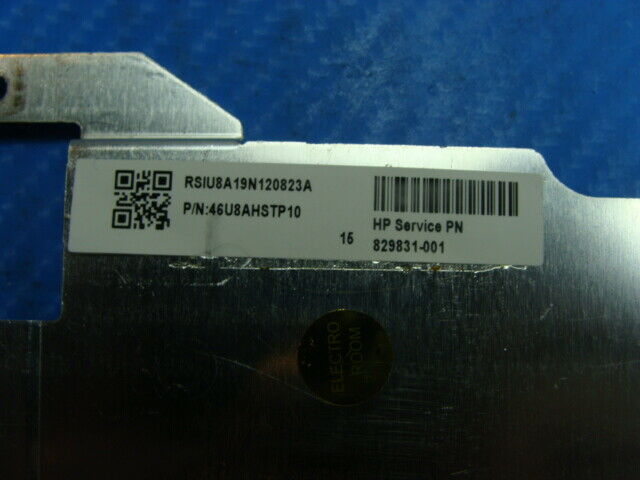 RSIU8A19N120823A
P/N:46U8AHSTP10
15
HP Service PN
829831-001
ELECTRO
ROOM